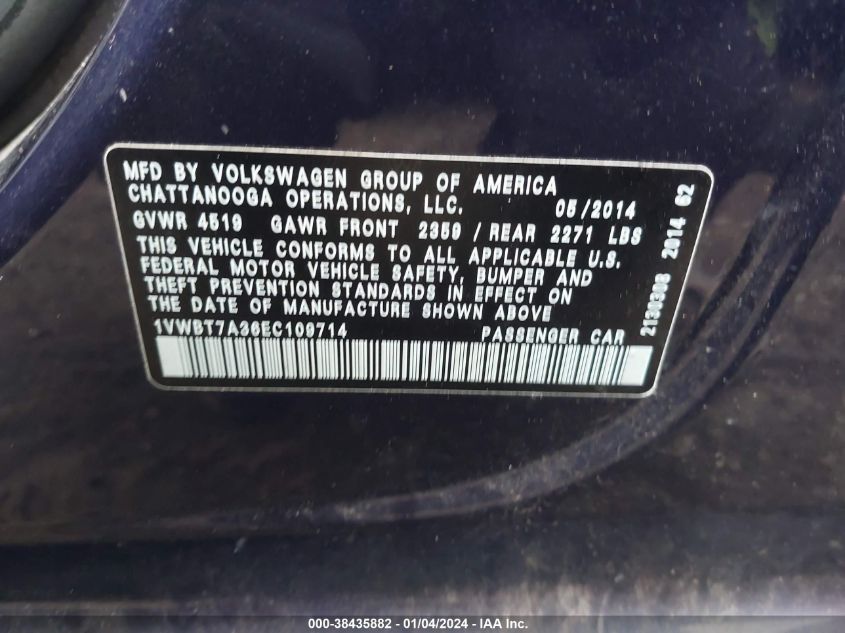 MFD BY VOLKSWAGEN GROUP OF AMERICA
CHATTANOOGA OPERATIONS, LLC. 05/2014
GVWR 4519 GAWR FRONT 2359 / REAR 2271 LBS
THIS VEHICLE CONFORMS TO ALL APPLICABLE U.S.
FEDERAL MOTOR VEHICLE SAFETY, BUMPER AND
THEFT PREVENTION STANDARDS IN EFFECT ON
THE DATE OF MANUFACTURE SHOWN ABOVE
1VWBT7A36EC109714 PASSENGER CAR
2130308 2014 62
000-38435882 - 01/04/2024 - IAA Inc.